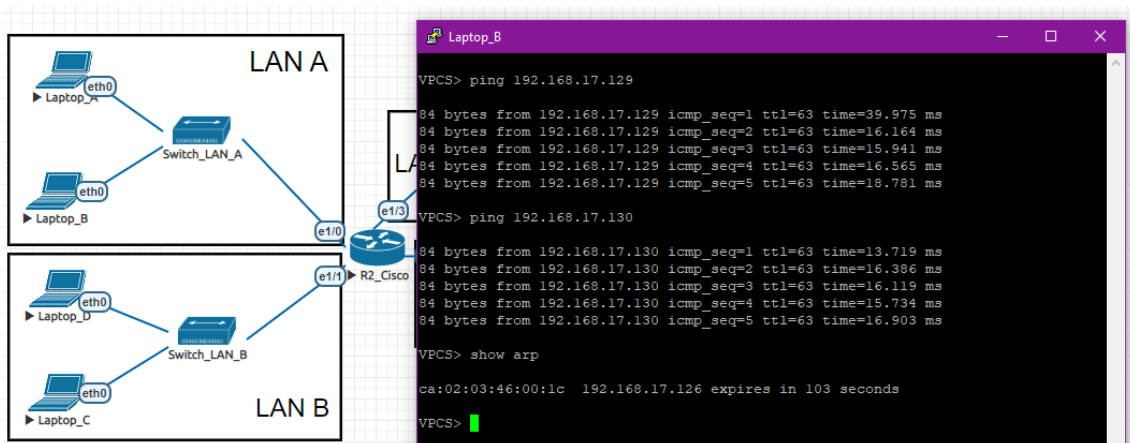 LAN A
eth0
Laptop_A
Switch_LAN_A
eth0
Laptop_B
e1/0
LA
e1/3
R2_Cisco
e1/1
eth0
Laptop_D
Switch_LAN_B
eth0
Laptop_C
LAN B
Laptop_B
VPCS> ping 192.168.17.129
84 bytes from 192.168.17.129 icmp_seq=1 ttl=63 time=39.975 ms
84 bytes from 192.168.17.129 icmp_seq=2 ttl=63 time=16.164 ms
84 bytes from 192.168.17.129 icmp_seq=3 ttl=63 time=15.941 ms
84 bytes from 192.168.17.129 icmp_seq=4 ttl=63 time=16.565 ms
84 bytes from 192.168.17.129 icmp_seq=5 ttl=63 time=18.781 ms
VPCS> ping 192.168.17.130
84 bytes from 192.168.17.130 icmp_seq=1 ttl=63 time=13.719 ms
84 bytes from 192.168.17.130 icmp_seq=2 ttl=63 time=16.386 ms
84 bytes from 192.168.17.130 icmp_seq=3 ttl=63 time=16.119 ms
84 bytes from 192.168.17.130 icmp_seq=4 ttl=63 time=15.734 ms
84 bytes from 192.168.17.130 icmp_seq=5 ttl=63 time=16.903 ms
VPCS> show arp
ca:02:03:46:00:1c  192.168.17.126 expires in 103 seconds
VPCS>